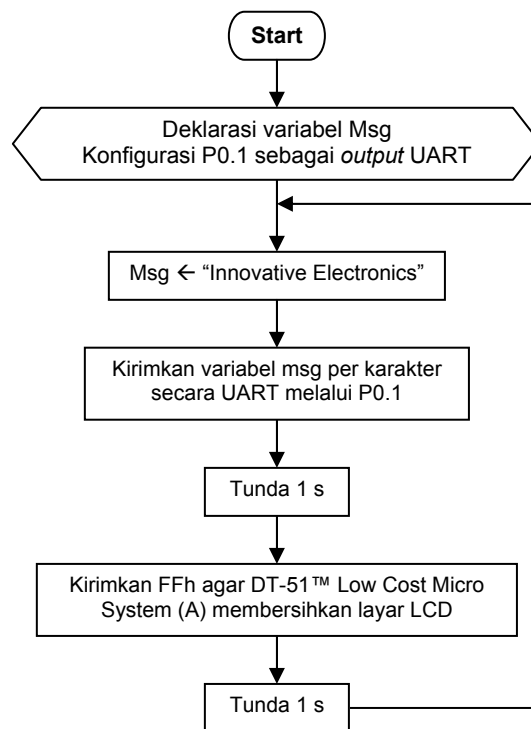 Start
Deklarasi variabel Msg
Konfigurasi P0.1 sebagai output UART
Msg ← “Innovative Electronics”
Kirimkan variabel msg per karakter
secara UART melalui P0.1
Tunda 1 s
Kirimkan FFh agar DT-51™ Low Cost Micro
System (A) membersihkan layar LCD
Tunda 1 s